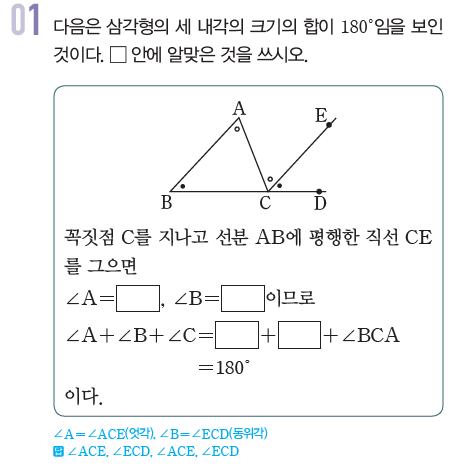 01 다음은 삼각형의 세 내각의 크기의 합이 180°임을 보인
것이다. □ 안에 알맞은 것을 쓰시오.
A
E
B
C
D
꼭짓점 C를 지나고 선분 AB에 평행한 직선 CE
를 그으면
∠A=□, ∠B=□이므로
∠A+∠B+∠C=□+□+∠BCA
=180°
이다.
∠A=∠ACE(엇각), ∠B=∠ECD(동위각)
답 ∠ACE, ∠ECD, ∠ACE, ∠ECD